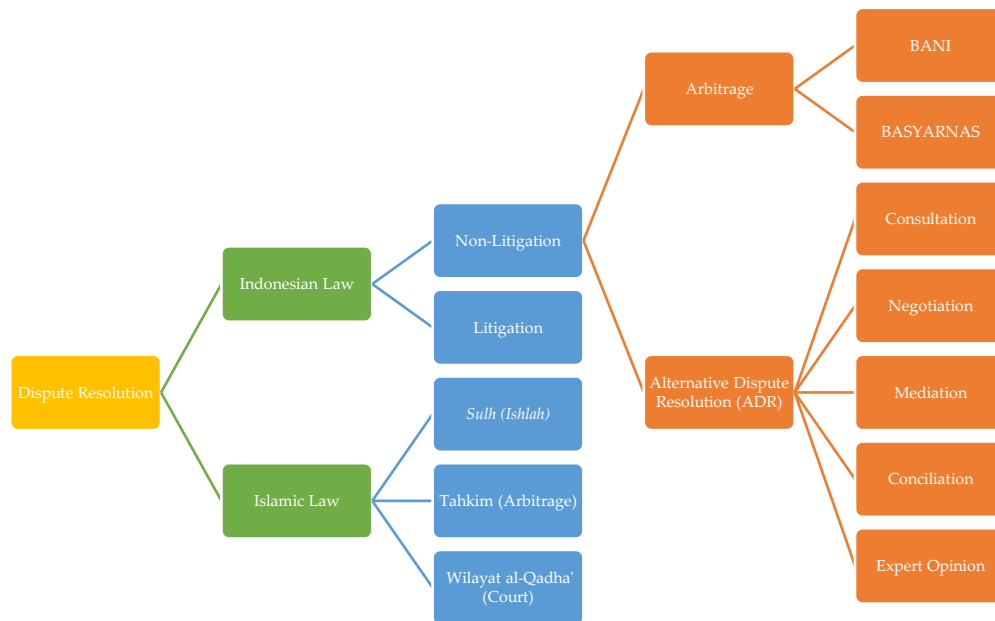 BANI
Arbitrage
BASYARNAS
Non-Litigation
Consultation
Indonesian Law
Negotiation
Litigation
Dispute Resolution
Alternative Dispute
Resolution (ADR)
Mediation
Sulh (Ishlah)
Conciliation
Islamic Law
Tahkim (Arbitrage)
Expert Opinion
Wilayat al-Qadha'
(Court)